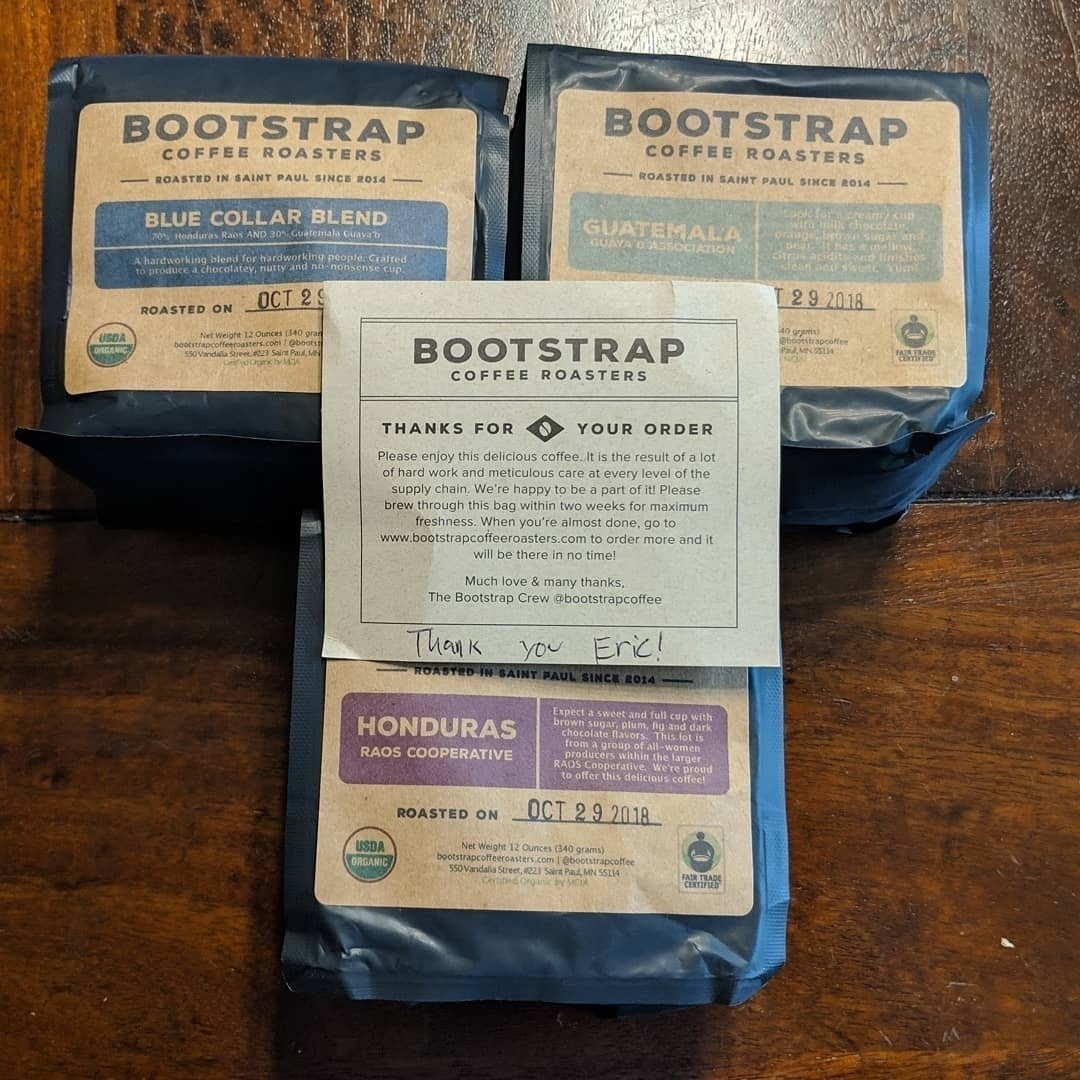 BOOTSTRAP
COFFEE ROASTERS
ROASTED IN SAINT PAUL SINCE 2014
BLUE COLLAR BLEND
70% Honduras Raos AND 30% Guatemala Guaya'b
A hardworking blend for hardworking people. Crafted
to produce a chocolatey, nutty and no-nonsense cup.
ROASTED ON OCT 29
USDA
ORGANIC
Net Weight 12 Ounces (340
bootstrapcoffeeroasters.com |
550 Vandalia Street, #223 Saint Paul, MN
Certified Organic by MCIA
BOOTSTRAP
COFFEE ROASTERS
ROASTED IN SAINT PAUL SINCE 2014
GUATEMALA
GUAYA'B ASSOCIATION
Look for a creamy cup
with milk chocolate,
orange, brown sugar and
pear. It has a mellow,
citrus acidity and finishes
clean and sweet. Yum!
29 2018
grams)
@bootstrapcoffee
Paul, MN 55114
FAIR TRADE
CERTIFIED
BOOTSTRAP
COFFEE ROASTERS
THANKS FOR YOUR ORDER
Please enjoy this delicious coffee. It is the result of a lot
of hard work and meticulous care at every level of the
supply chain. We're happy to be a part of it! Please
brew through this bag within two weeks for maximum
freshness. When you're almost done, go to
www.bootstrapcoffeeroasters.com to order more and it
will be there in no time!
Much love & many thanks,
The Bootstrap Crew @bootstrapcoffee
Thank you Eric!
ROASTED IN SAINT PAUL SINCE 2014
HONDURAS
RAOS COOPERATIVE
Expect a sweet and full cup with
brown sugar, plum, fig and dark
chocolate flavors. This lot is
from a group of all-women
producers within the larger
RAOS Cooperative. We're proud
to offer this delicious coffee!
ROASTED ON OCT 29 2018
USDA
ORGANIC
Net Weight 12 Ounces (340 grams)
bootstrapcoffeeroasters.com | @bootstrapcoffee
550 Vandalia Street, #223 Saint Paul, MN 55114
Certified Organic by MCIA
FAIR TRADE
CERTIFIED